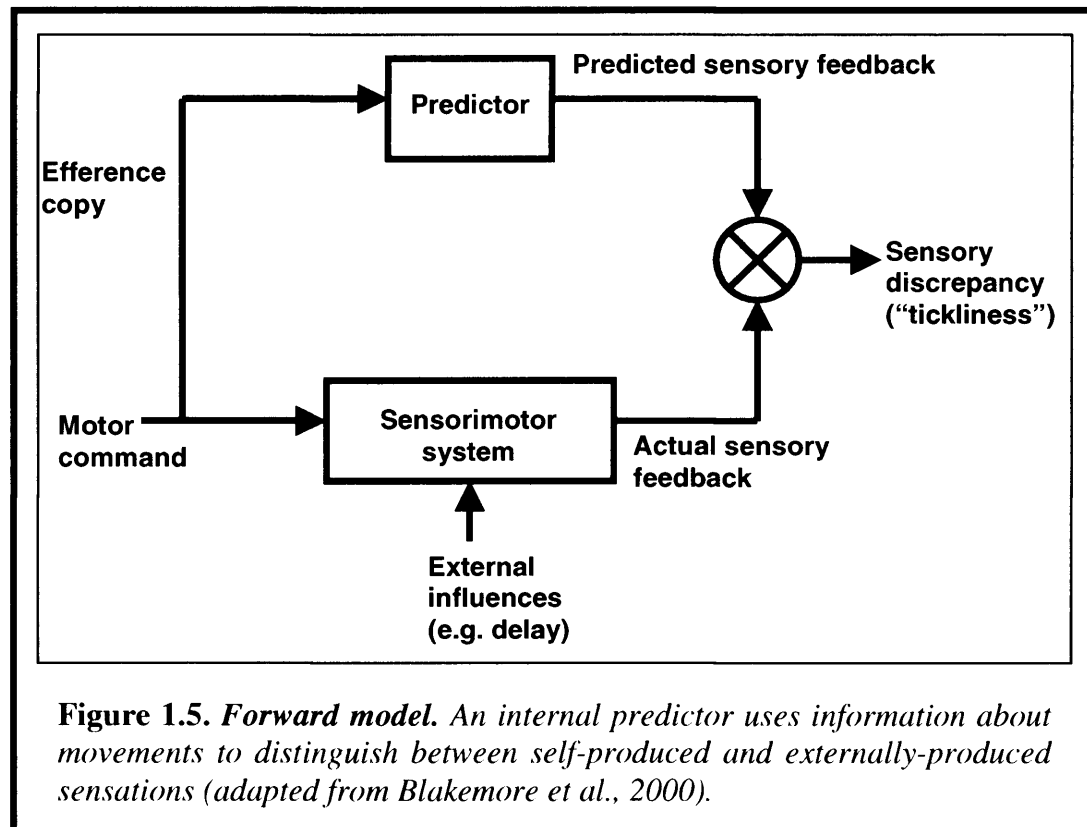 Predicted sensory feedback
Predictor
Efference
copy
Sensory
discrepancy
(“tickliness”)
Motor
command
Sensorimotor
system
Actual sensory
feedback
External
influences
(e.g. delay)
Figure 1.5. Forward model. An internal predictor uses information about
movements to distinguish between self-produced and externally-produced
sensations (adapted from Blakemore et al., 2000).